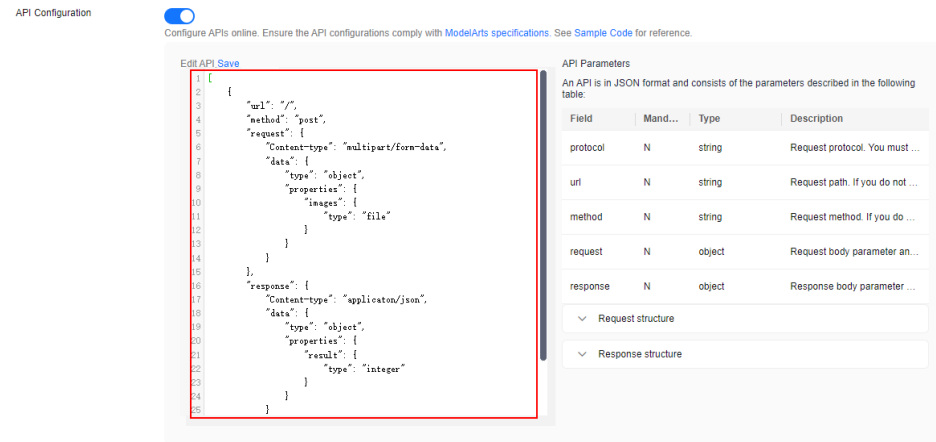 API Configuration
Configure APIs online. Ensure the API configurations comply with ModelArts specifications. See Sample Code for reference.
Edit API Save
1 [
2 {
3 "url": "/",
4 "method": "post",
5 "request": {
6 "Content-type": "multipart/form-data",
7 "data": {
8 "type": "object",
9 "properties": {
10 "images": {
11 "type": "file"
12 }
13 }
14 }
15 },
16 "response": {
17 "Content-type": "applicaton/json",
18 "data": {
19 "type": "object",
20 "properties": {
21 "result": {
22 "type": "integer"
23 }
24 }
25 }
API Parameters
An API is in JSON format and consists of the parameters described in the following
table:
Field Mand... Type Description
protocol N string Request protocol. You must ...
url N string Request path. If you do not ...
method N string Request method. If you do ...
request N object Request body parameter an...
response N object Response body parameter ...
Request structure
Response structure